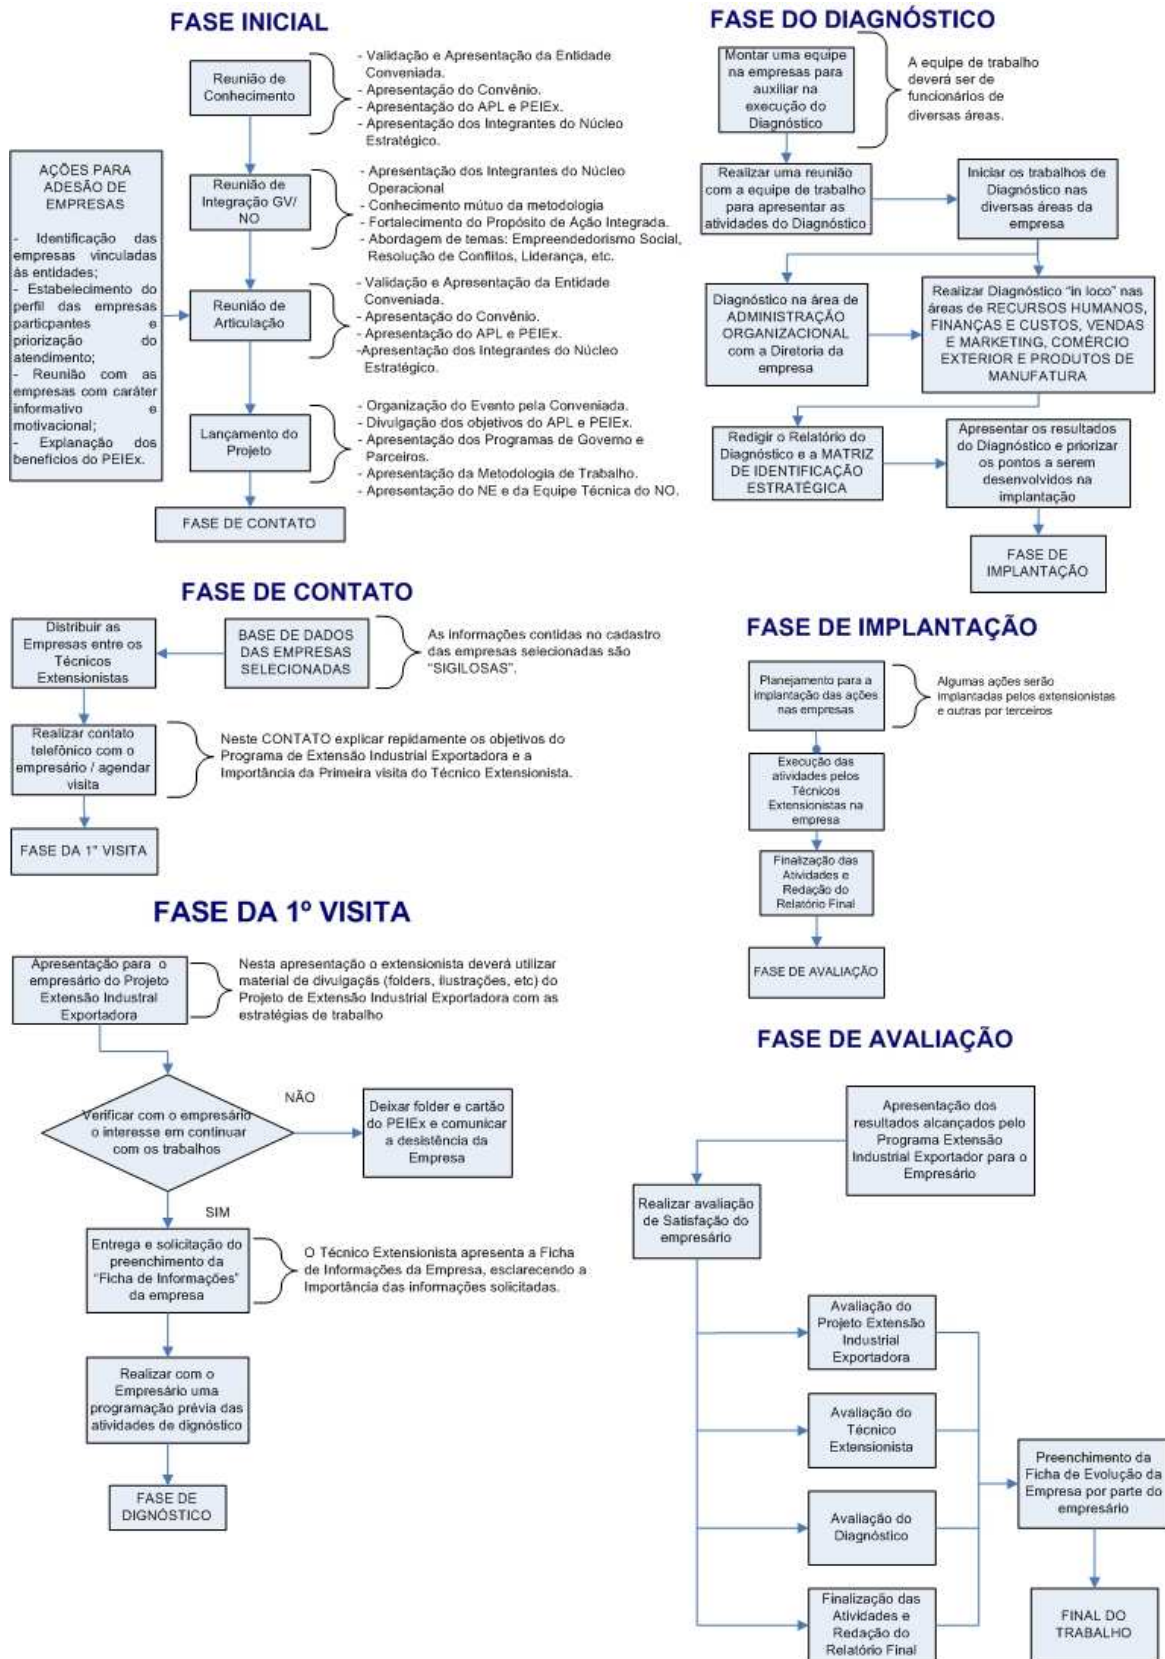 FASE INICIAL
Reunião de
Conhecimento
- Validação e Apresentação da Entidade
Conveniada.
- Apresentação do Convênio.
- Apresentação do APL e PEIEx.
- Apresentação dos Integrantes do Núcleo
Estratégico.
AÇÕES PARA
ADESÃO DE
EMPRESAS
- Identificação das
empresas vinculadas
às entidades;
- Estabelecimento do
perfil das empresas
particpantes e
priorização do
atendimento;
- Reunião com as
empresas com caráter
informativo e
motivacional;
- Explanação dos
benefícios do PEIEx.
Reunião de
Integração GV/
NO
- Apresentação dos Integrantes do Núcleo
Operacional
- Conhecimento mútuo da metodologia
- Fortalecimento do Propósito de Ação Integrada.
- Abordagem de temas: Empreendedorismo Social,
Resolução de Conflitos, Liderança, etc.
Reunião de
Articulação
- Validação e Apresentação da Entidade
Conveniada.
- Apresentação do Convênio.
- Apresentação do APL e PEIEx.
-Apresentação dos Integrantes do Núcleo
Estratégico.
Lançamento do
Projeto
- Organização do Evento pela Conveniada.
- Divulgação dos objetivos do APL e PEIEx.
- Apresentação dos Programas de Governo e
Parceiros.
- Apresentação da Metodologia de Trabalho.
- Apresentação do NE e da Equipe Técnica do NO.
FASE DE CONTATO
FASE DO DIAGNÓSTICO
Montar uma equipe
na empresas para
auxiliar na
execução do
Diagnóstico
A equipe de trabalho
deverá ser de
funcionários de
diversas áreas.
Realizar uma reunião
com a equipe de trabalho
para apresentar as
atividades do Diagnóstico
Iniciar os trabalhos de
Diagnóstico nas
diversas áreas da
empresa
Diagnóstico na área de
ADMINISTRAÇÃO
ORGANIZACIONAL
com a Diretoria da
empresa
Realizar Diagnóstico “in loco” nas
áreas de RECURSOS HUMANOS,
FINANÇAS E CUSTOS, VENDAS
E MARKETING, COMÉRCIO
EXTERIOR E PRODUTOS DE
MANUFATURA
Redigir o Relatório do
Diagnóstico e a MATRIZ
DE IDENTIFICAÇÃO
ESTRATÉGICA
Apresentar os resultados
do Diagnóstico e priorizar
os pontos a serem
desenvolvidos na
implantação
FASE DE
IMPLANTAÇÃO
FASE DE CONTATO
Distribuir as
Empresas entre os
Técnicos
Extensionistas
BASE DE DADOS
DAS EMPRESAS
SELECIONADAS
As informações contidas no cadastro
das empresas selecionadas são
“SIGILOSAS”.
Realizar contato
telefônico com o
empresário / agendar
visita
Neste CONTATO explicar repidamente os objetivos do
Programa de Extensão Industrial Exportadora e a
Importância da Primeira visita do Técnico Extensionista.
FASE DA 1° VISITA
FASE DE IMPLANTAÇÃO
Planejamento para a
implantação das ações
nas empresas
Algumas ações serão
implantadas pelos extensionistas
e outras por terceiros
Execução das
atividades pelos
Técnicos
Extensionistas na
empresa
Finalização das
Atividades e
Redação do
Relatório Final
FASE DE AVALIAÇÃO
FASE DA 1º VISITA
Apresentação para o
empresário do Projeto
Extensão Industral
Exportadora
Nesta apresentação o extensionista deverá utilizar
material de divulgaçãs (folders, ilustrações, etc) do
Projeto de Extensão Industrial Exportadora com as
estratégias de trabalho
Verificar com o empresário
o interesse em continuar
com os trabalhos
NÃO
Deixar folder e cartão
do PEIEx e comunicar
a desistência da
Empresa
SIM
Entrega e solicitação do
preenchimento da
“Ficha de Informações”
da empresa
O Técnico Extensionista apresenta a Ficha
de Informações da Empresa, esclarecendo a
Importância das informações solicitadas.
Realizar com o
Empresário uma
programação prévia das
atividades de dignóstico
FASE DE
DIGNÓSTICO
FASE DE AVALIAÇÃO
Apresentação dos
resultados alcançados pelo
Programa Extensão
Industrial Exportador para o
Empresário
Realizar avaliação
de Satisfação do
empresário
Avaliação do
Projeto Extensão
Industrial
Exportadora
Avaliação do
Técnico
Extensionista
Avaliação do
Diagnóstico
Finalização das
Atividades e
Redação do
Relatório Final
Preenchimento da
Ficha de Evolução da
Empresa por parte do
empresário
FINAL DO
TRABALHO